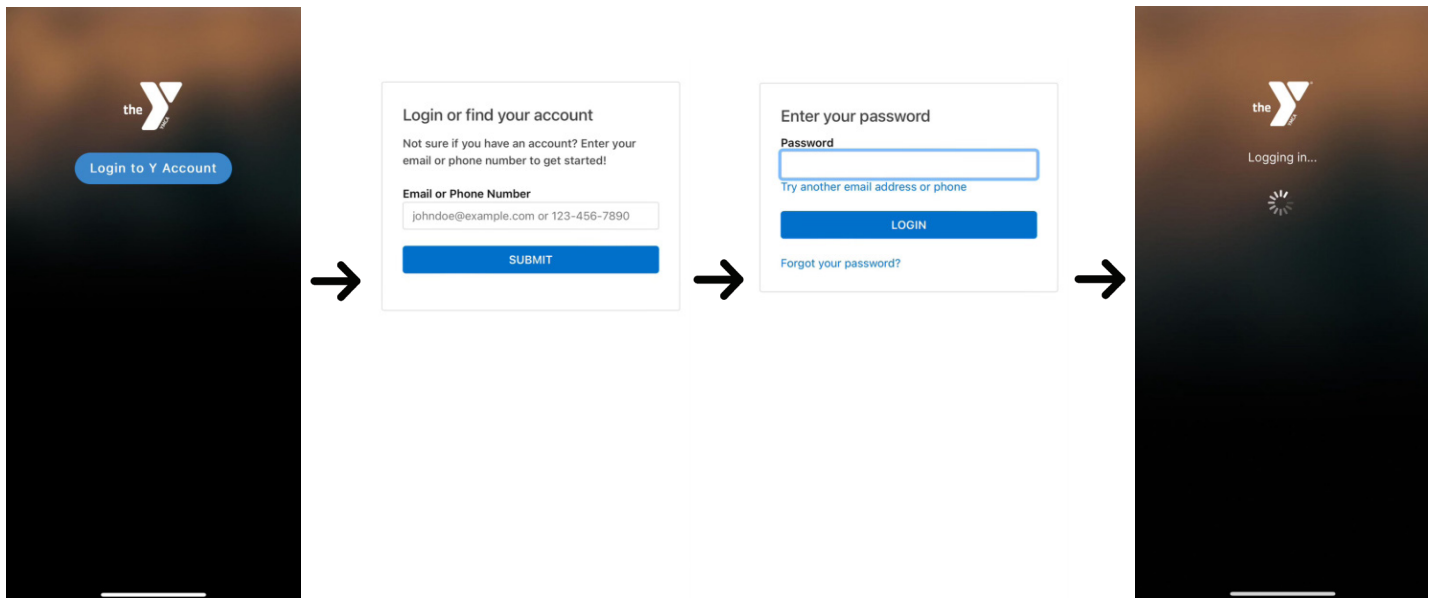 the
YMCA
Login to Y Account
Login or find your account
Not sure if you have an account? Enter your
email or phone number to get started!
Email or Phone Number
johndoe@example.com or 123-456-7890
SUBMIT
Enter your password
Password
Try another email address or phone
LOGIN
Forgot your password?
the
YMCA
Logging in...